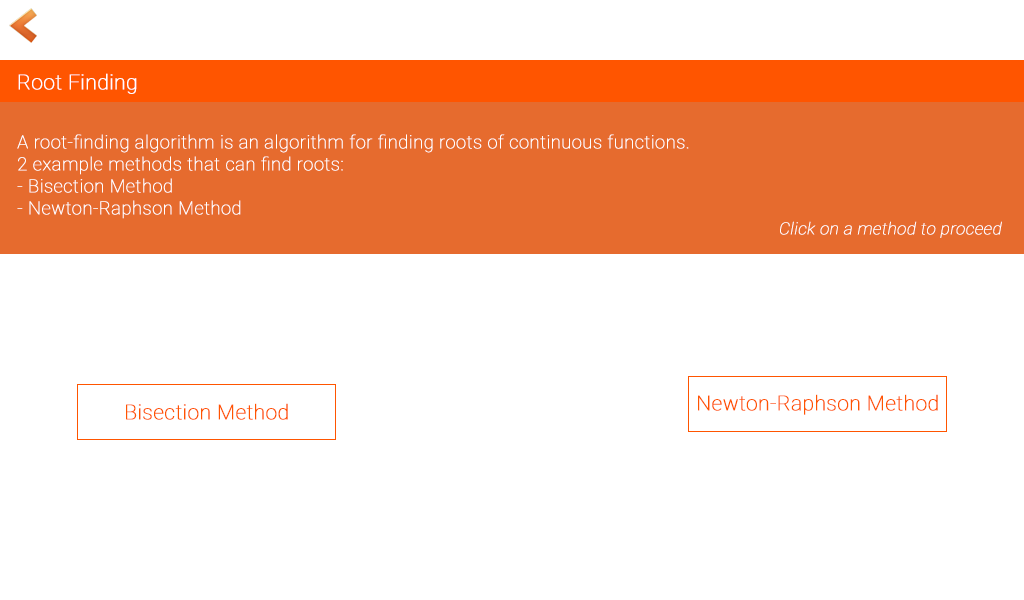 Root Finding
A root-finding algorithm is an algorithm for finding roots of continuous functions.
2 example methods that can find roots:
- Bisection Method
- Newton-Raphson Method
Click on a method to proceed
Bisection Method
Newton-Raphson Method